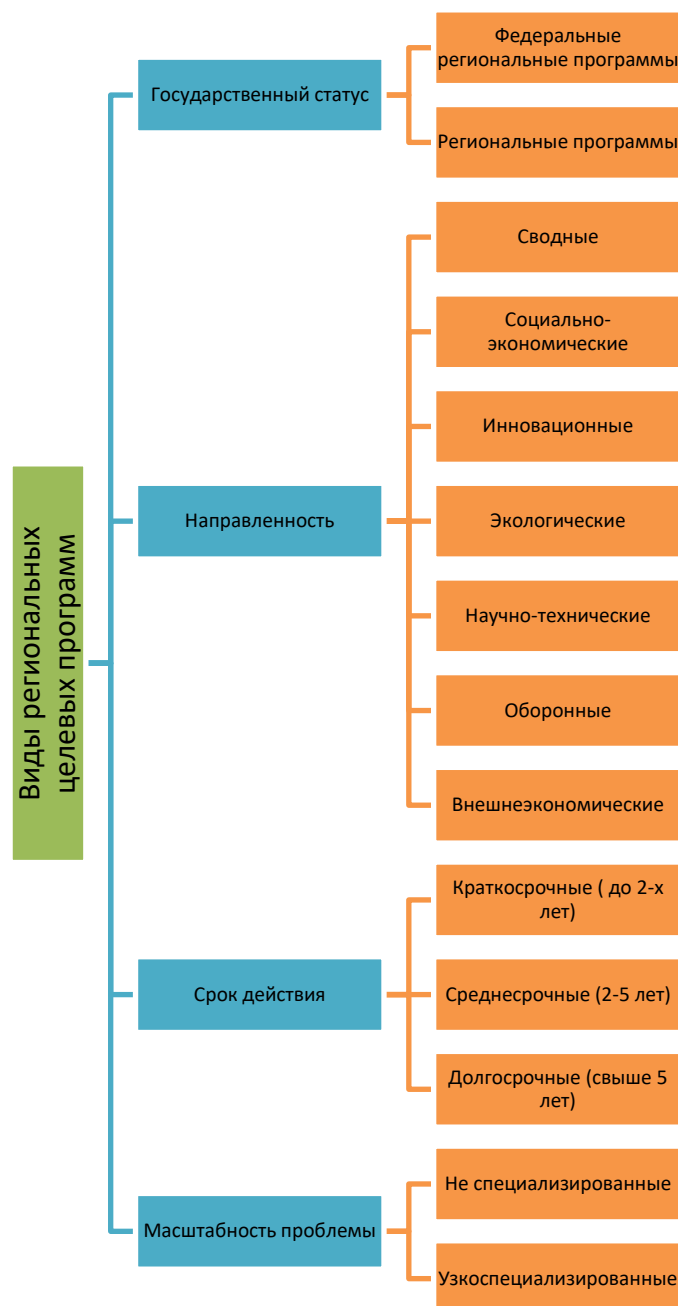 Виды региональных
целевых программ
Государственный статус
Федеральные
региональные программы
Региональные программы
Направленность
Сводные
Социально-
экономические
Инновационные
Экологические
Научно-технические
Оборонные
Внешнеэкономические
Срок действия
Краткосрочные ( до 2-х
лет)
Среднесрочные (2-5 лет)
Долгосрочные (свыше 5
лет)
Масштабность проблемы
Не специализированные
Узкоспециализированные